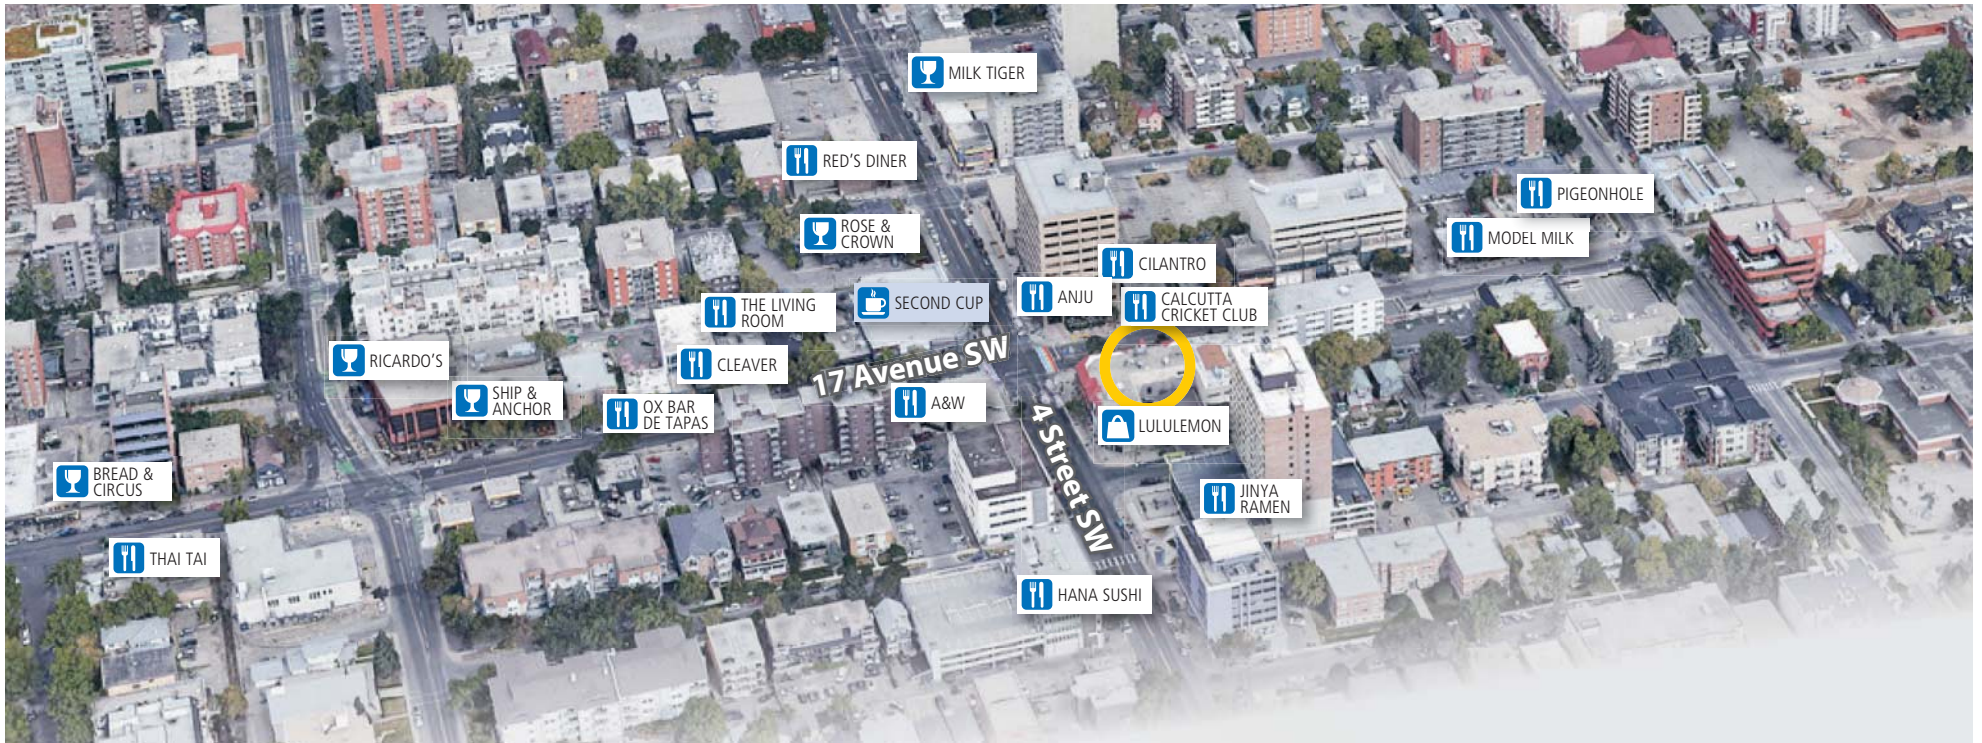 MILK TIGER
RED'S DINER
PIGEONHOLE
ROSE &
CROWN
MODEL MILK
CILANTRO
SECOND CUP
ANJU
CALCUTTA
CRICKET CLUB
THE LIVING
ROOM
RICARDO'S
CLEAVER
17 Avenue SW
SHIP &
ANCHOR
OX BAR
DE TAPAS
A&W
4 Street SW
LULULEMON
BREAD &
CIRCUS
JINYA
RAMEN
THAI TAI
HANA SUSHI